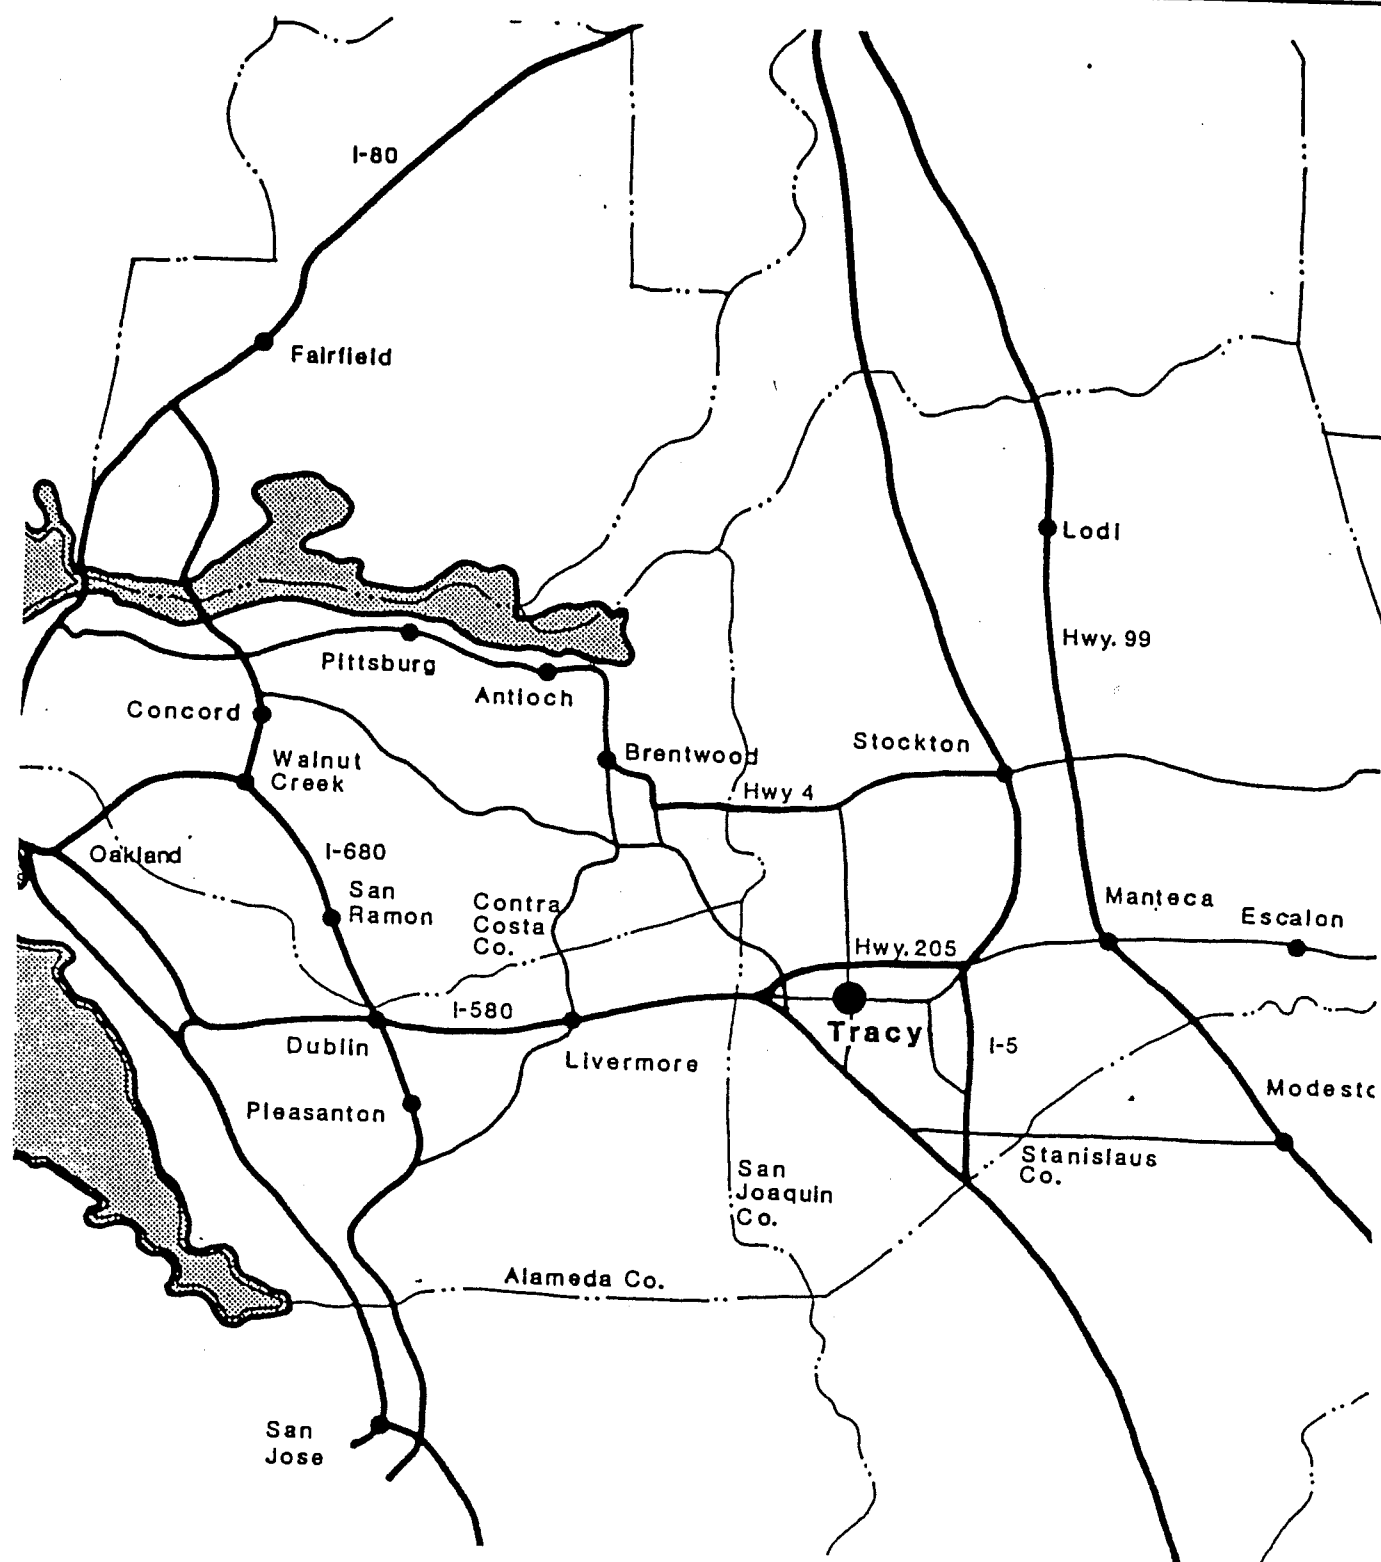 I-80
Fairfield
Lodi
Hwy. 99
Pittsburg
Antioch
Concord
Walnut
Creek
Brentwood
Stockton
Hwy 4
Oakland
I-680
San
Ramon
Contra
Costa
Co.
Manteca
Escalon
Hwy. 205
I-580
Dublin
Livermore
Tracy
I-5
Pleasanton
Modesto
San
Joaquin
Co.
Stanislaus
Co.
Alameda Co.
San
Jose